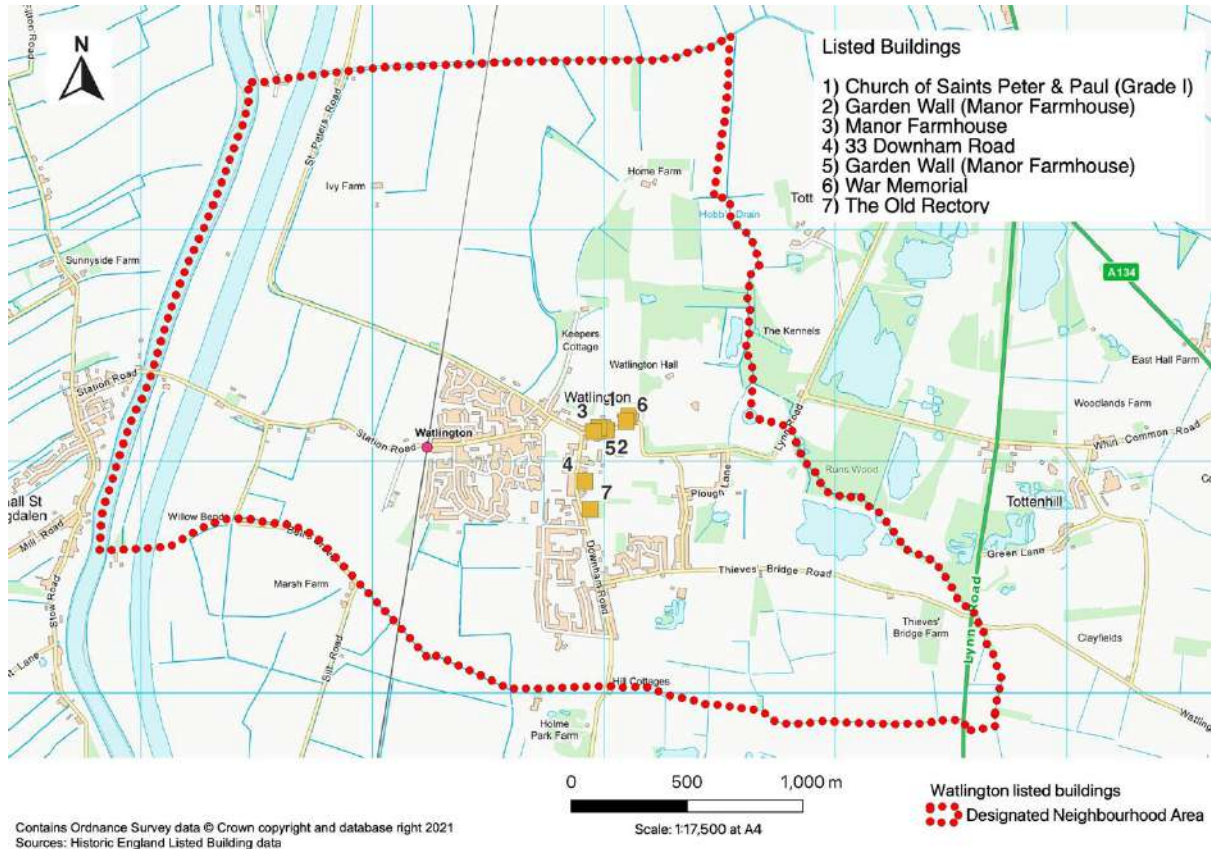 N
Listed Buildings
1) Church of Saints Peter & Paul (Grade I)
2) Garden Wall (Manor Farmhouse)
3) Manor Farmhouse
4) 33 Downham Road
5) Garden Wall (Manor Farmhouse)
6) War Memorial
7) The Old Rectory
St. Peters Road
Ivy Farm
Home Farm
Tott
Sunnyside Farm
A134
The Kennels
Keepers
Cottage
Watlington Hall
East Hall Farm
Station Road
Watlington
Woodlands Farm
1
3
6
Lynn Road
Watlington
Station Road
52
Whin Common Road
4
Runs Wood
Plough Lane
7
Tottenhill
all St
gdalen
Mill Road
Willow Bend
Green Lane
Downham Road
Marsh Farm
Thieves' Bridge Road
Stow Road
Lynn Road
Thieves'
Bridge Farm
Clayfields
Silt Road
Lane
Hill Cottages
Holme
Park Farm
Watling
0 500 1,000 m
Scale: 1:17,500 at A4
Watlington listed buildings
Designated Neighbourhood Area
Contains Ordnance Survey data © Crown copyright and database right 2021
Sources: Historic England Listed Building data